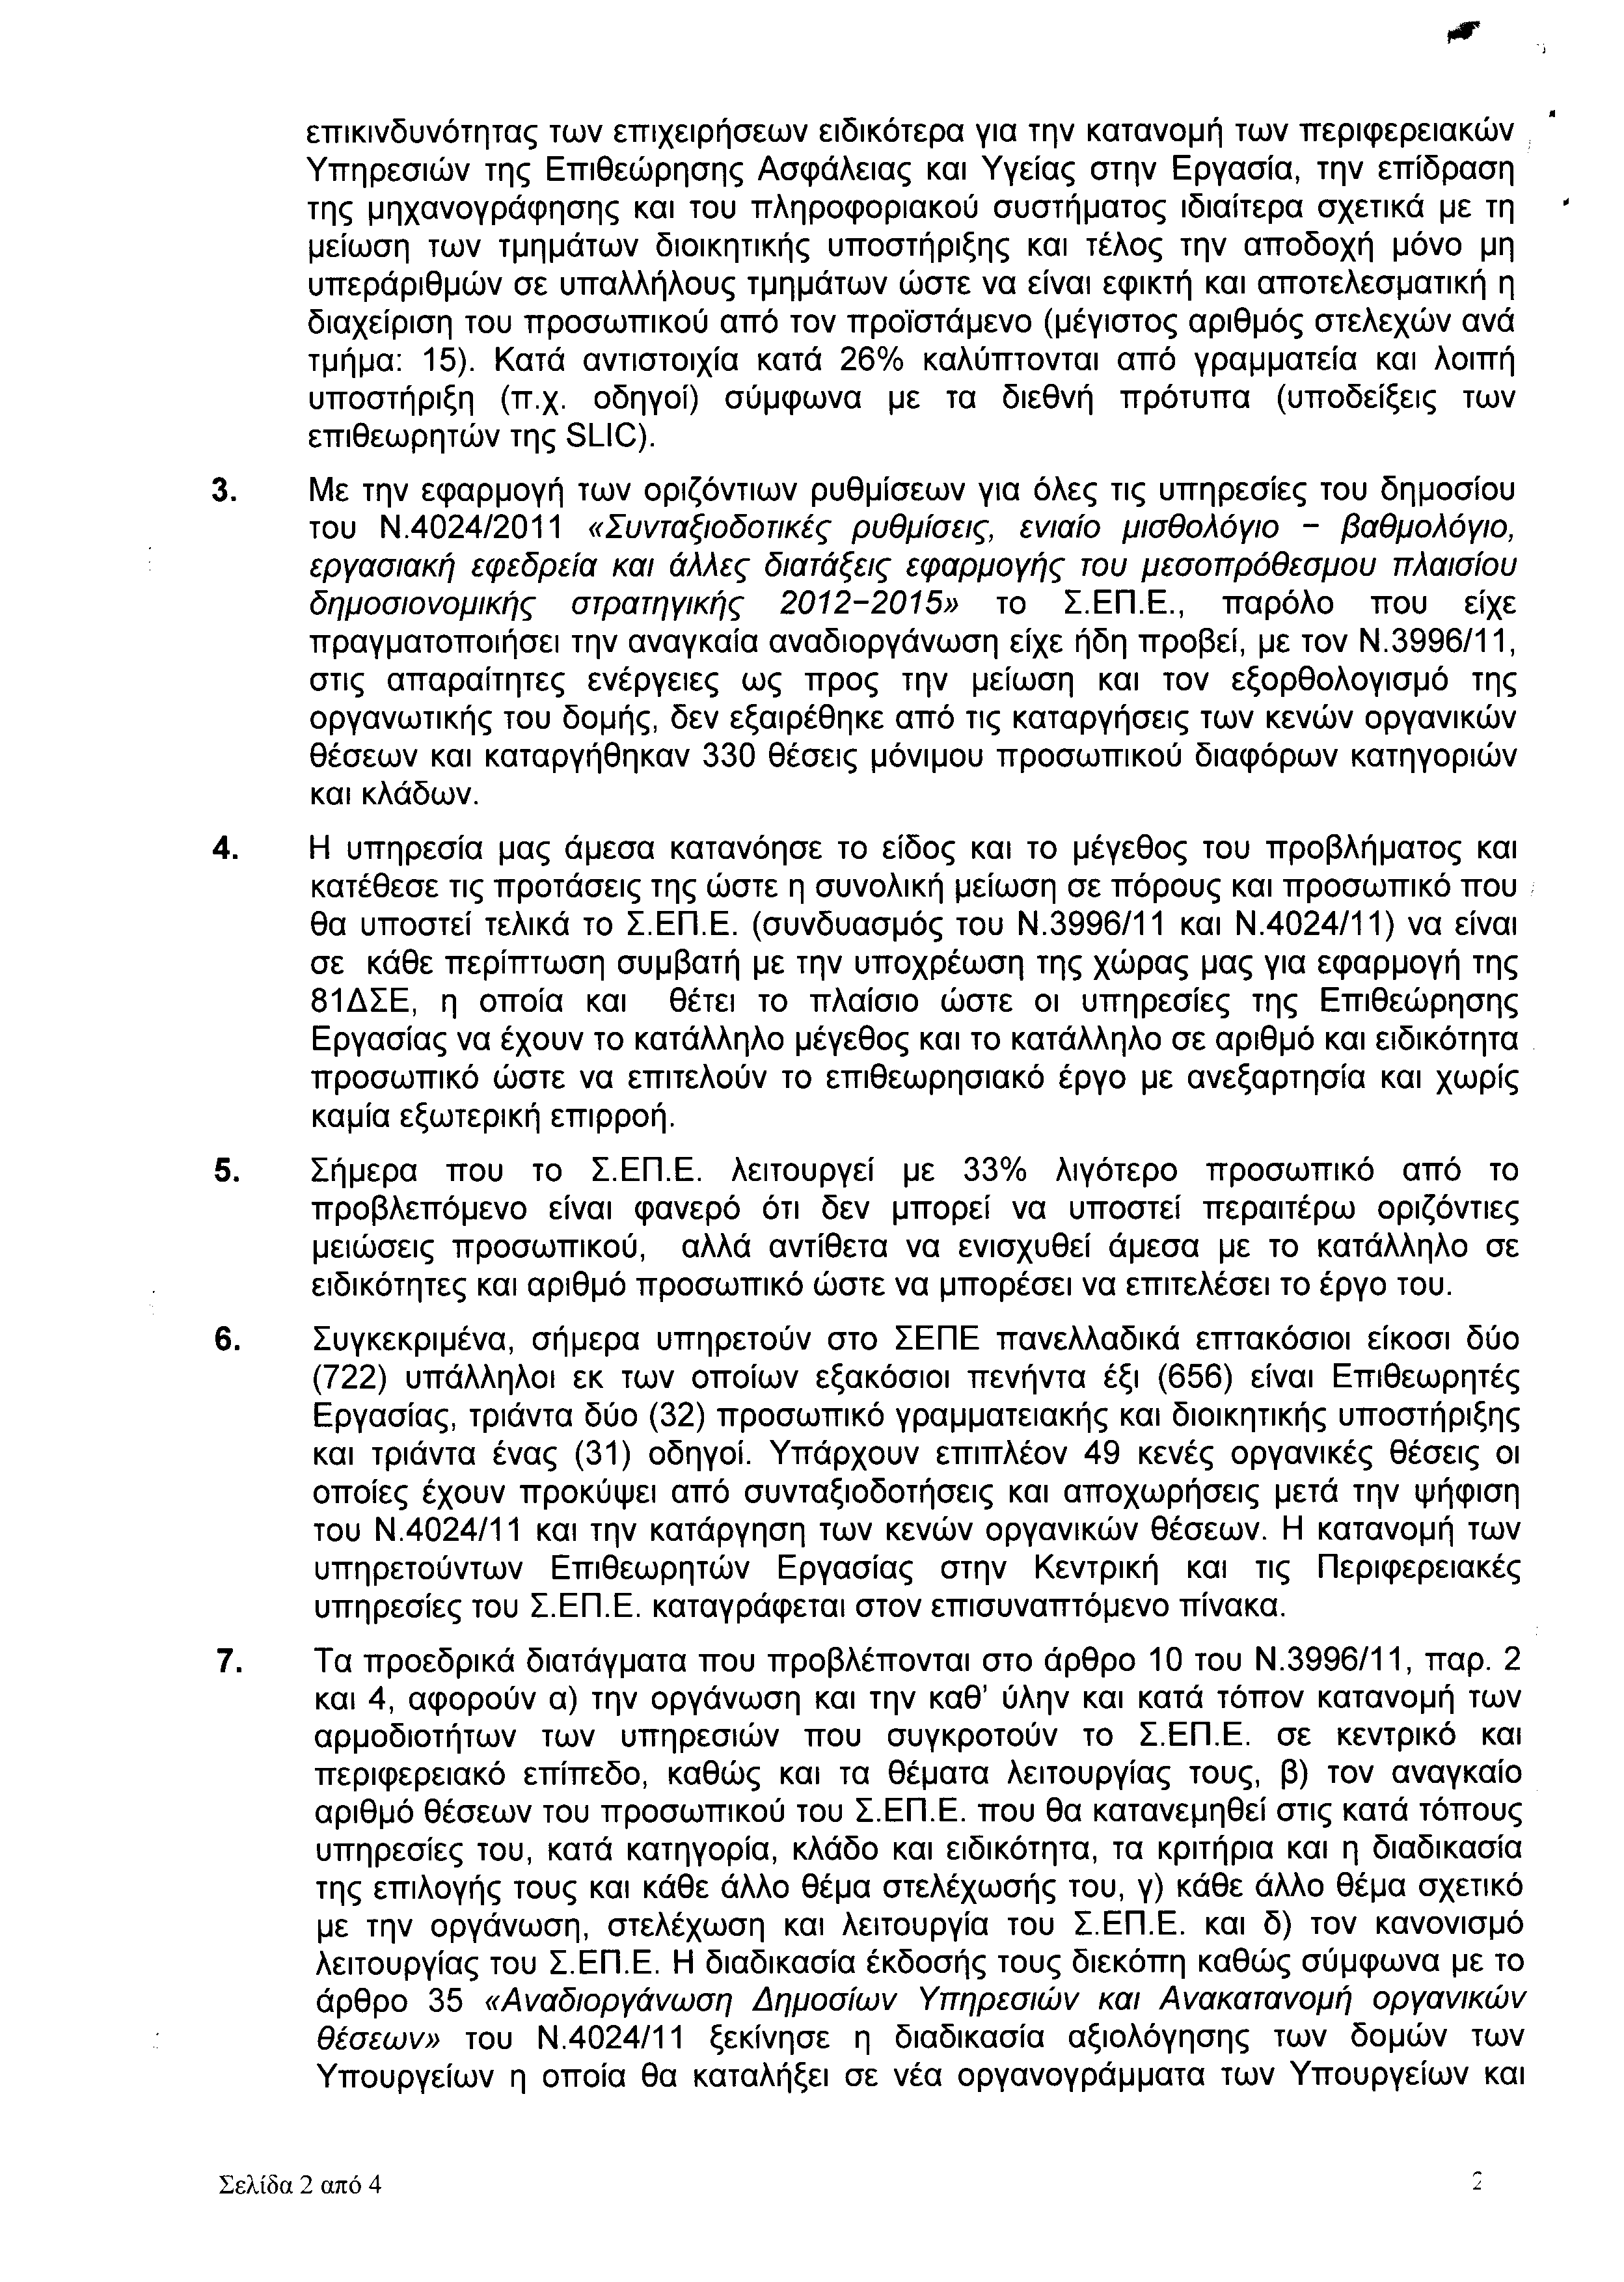 επικινδυνότητας των επιχειρήσεων ειδικότερα για την κατανομή των περιφερειακών
Υπηρεσιών της Επιθεώρησης Ασφάλειας και Υγείας στην Εργασία, την επίδραση
της μηχανογράφησης και του πληροφοριακού συστήματος ιδιαίτερα σχετικά με τη
μείωση των τμημάτων διοικητικής υποστήριξης και τέλος την αποδοχή μόνο μη
υπεράριθμών σε υπαλλήλους τμημάτων ώστε να είναι εφικτή και αποτελεσματική η
διαχείριση του προσωπικού από τον προϊστάμενο (μέγιστος αριθμός στελεχών ανά
τμήμα: 15). Κατά αντιστοιχία κατά 26% καλύπτονται από γραμματεία και λοιπή
υποστήριξη (π.χ. οδηγοί) σύμφωνα με τα διεθνή πρότυπα (υποδείξεις των
επιθεωρητών της SLIC).
3. Με την εφαρμογή των οριζόντιων ρυθμίσεων για όλες τις υπηρεσίες του δημοσίου
του Ν.4024/2011 «Συνταξιοδοτικές ρυθμίσεις, ενιαίο μισθολόγιο – βαθμολόγιο,
εργασιακή εφεδρεία και άλλες διατάξεις εφαρμογής του μεσοπρόθεσμου πλαισίου
δημοσιονομικής στρατηγικής 2012–2015» το Σ.ΕΠ.Ε., παρόλο που είχε
πραγματοποιήσει την αναγκαία αναδιοργάνωση είχε ήδη προβεί, με τον Ν.3996/11,
στις απαραίτητες ενέργειες ως προς την μείωση και τον εξορθολογισμό της
οργανωτικής του δομής, δεν εξαιρέθηκε από τις καταργήσεις των κενών οργανικών
θέσεων και καταργήθηκαν 330 θέσεις μόνιμου προσωπικού διαφόρων κατηγοριών
και κλάδων.
4. Η υπηρεσία μας άμεσα κατανόησε το είδος και το μέγεθος του προβλήματος και
κατέθεσε τις προτάσεις της ώστε η συνολική μείωση σε πόρους και προσωπικό που
θα υποστεί τελικά το Σ.ΕΠ.Ε. (συνδυασμός του Ν.3996/11 και Ν.4024/11) να είναι
σε κάθε περίπτωση συμβατή με την υποχρέωση της χώρας μας για εφαρμογή της
81ΔΣΕ, η οποία και θέτει το πλαίσιο ώστε οι υπηρεσίες της Επιθεώρησης
Εργασίας να έχουν το κατάλληλο μέγεθος και το κατάλληλο σε αριθμό και ειδικότητα
προσωπικό ώστε να επιτελούν το επιθεωρησιακό έργο με ανεξαρτησία και χωρίς
καμία εξωτερική επιρροή.
5. Σήμερα που το Σ.ΕΠ.Ε. λειτουργεί με 33% λιγότερο προσωπικό από το
προβλεπόμενο είναι φανερό ότι δεν μπορεί να υποστεί περαιτέρω οριζόντιες
μειώσεις προσωπικού, αλλά αντίθετα να ενισχυθεί άμεσα με το κατάλληλο σε
ειδικότητες και αριθμό προσωπικό ώστε να μπορέσει να επιτελέσει το έργο του.
6. Συγκεκριμένα, σήμερα υπηρετούν στο ΣΕΠΕ πανελλαδικά επτακόσιοι είκοσι δύο
(722) υπάλληλοι εκ των οποίων εξακόσιοι πενήντα έξι (656) είναι Επιθεωρητές
Εργασίας, τριάντα δύο (32) προσωπικό γραμματειακής και διοικητικής υποστήριξης
και τριάντα ένας (31) οδηγοί. Υπάρχουν επιπλέον 49 κενές οργανικές θέσεις οι
οποίες έχουν προκύψει από συνταξιοδοτήσεις και αποχωρήσεις μετά την ψήφιση
του Ν.4024/11 και την κατάργηση των κενών οργανικών θέσεων. Η κατανομή των
υπηρετούντων Επιθεωρητών Εργασίας στην Κεντρική και τις Περιφερειακές
υπηρεσίες του Σ.ΕΠ.Ε. καταγράφεται στον επισυναπτόμενο πίνακα.
7. Τα προεδρικά διατάγματα που προβλέπονται στο άρθρο 10 του Ν.3996/11, παρ. 2
και 4, αφορούν α) την οργάνωση και την καθ' ύλην και κατά τόπον κατανομή των
αρμοδιοτήτων των υπηρεσιών που συγκροτούν το Σ.ΕΠ.Ε. σε κεντρικό και
περιφερειακό επίπεδο, καθώς και τα θέματα λειτουργίας τους, β) τον αναγκαίο
αριθμό θέσεων του προσωπικού του Σ.ΕΠ.Ε. που θα κατανεμηθεί στις κατά τόπους
υπηρεσίες του, κατά κατηγορία, κλάδο και ειδικότητα, τα κριτήρια και η διαδικασία
της επιλογής τους και κάθε άλλο θέμα στελέχωσής του, γ) κάθε άλλο θέμα σχετικό
με την οργάνωση, στελέχωση και λειτουργία του Σ.ΕΠ.Ε. και δ) τον κανονισμό
λειτουργίας του Σ.ΕΠ.Ε. Η διαδικασία έκδοσής τους διεκόπη καθώς σύμφωνα με το
άρθρο 35 «Αναδιοργάνωση Δημοσίων Υπηρεσιών και Ανακατανομή οργανικών
θέσεων» του Ν.4024/11 ξεκίνησε η διαδικασία αξιολόγησης των δομών των
Υπουργείων η οποία θα καταλήξει σε νέα οργανογράμματα των Υπουργείων και
Σελίδα 2 από 4
2